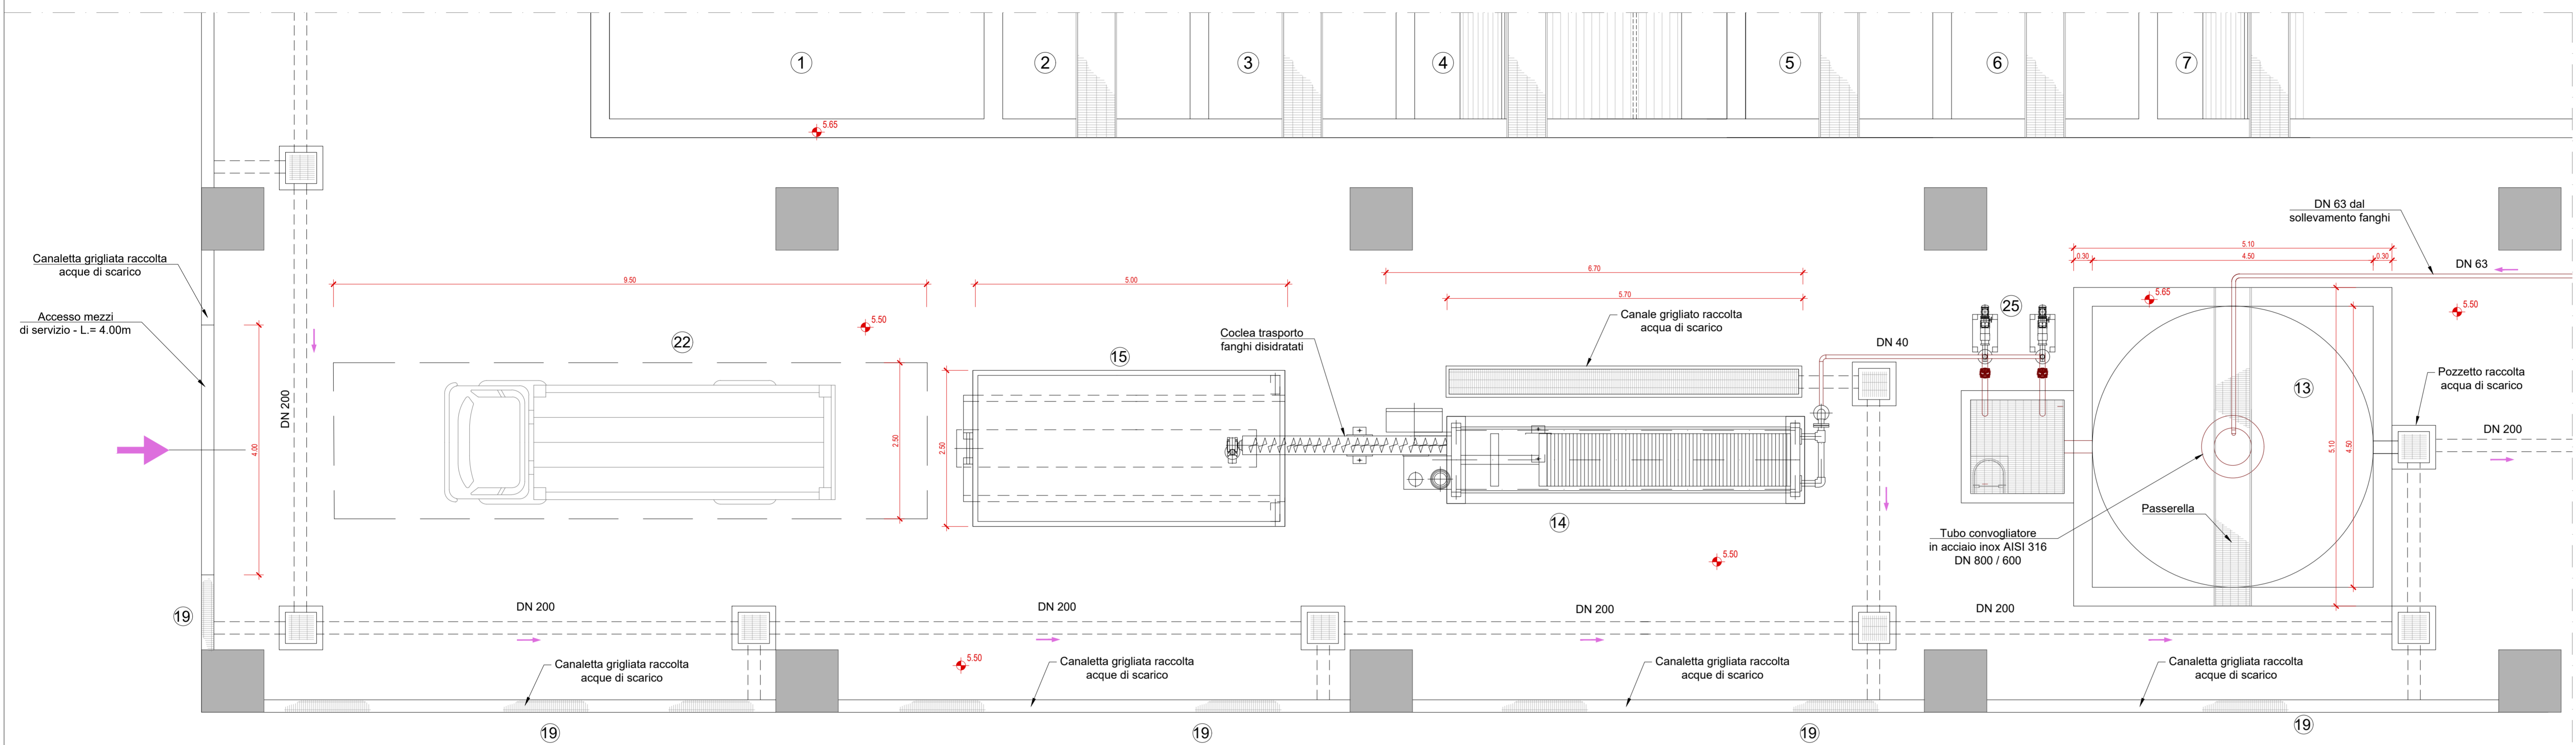 1
2
3
4
5
6
7
5.65
DN 63 dal
sollevamento fanghi
5.10
0.30
4.50
0.30
DN 63
Canaletta grigliata raccolta
acque di scarico
9.50
5.00
6.70
5.70
5.65
5.50
25
Accesso mezzi
di servizio - L.= 4.00m
5.50
Canale grigliato raccolta
acqua di scarico
Coclea trasporto
fanghi disidratati
22
15
DN 40
13
Pozzetto raccolta
acqua di scarico
DN 200
4.00
2.50
2.50
5.10
4.50
DN 200
Passerella
14
Tubo convogliatore
in acciaio inox AISI 316
DN 800 / 600
5.50
19
DN 200
DN 200
DN 200
DN 200
5.50
Canaletta grigliata raccolta
acque di scarico
Canaletta grigliata raccolta
acque di scarico
Canaletta grigliata raccolta
acque di scarico
Canaletta grigliata raccolta
acque di scarico
19
19
19
19